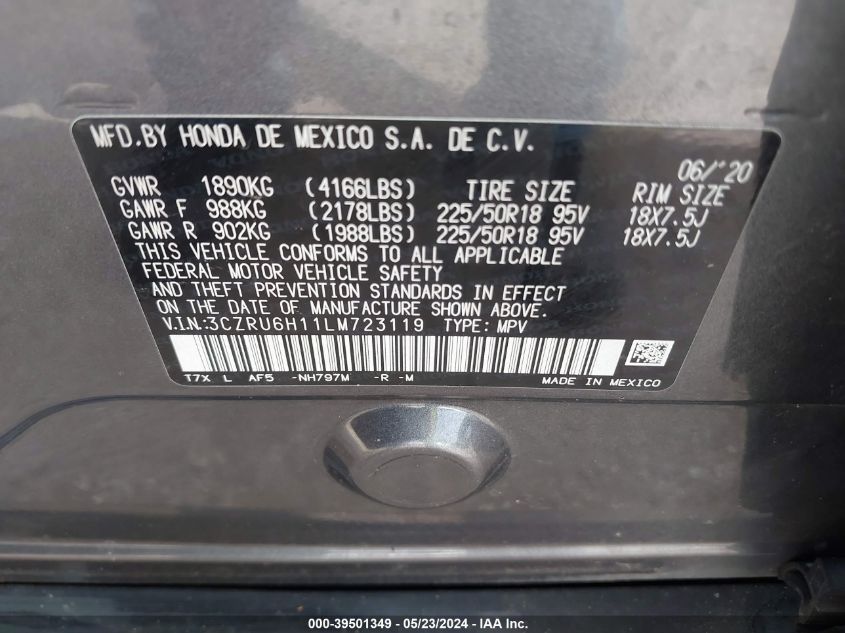 MFD.BY HONDA DE MEXICO S.A. DE C.V.
06/'20
GVWR 1890KG (4166LBS) TIRE SIZE RIM SIZE
GAWR F 988KG (2178LBS) 225/50R18 95V 18X7.5J
GAWR R 902KG (1988LBS) 225/50R18 95V 18X7.5J
THIS VEHICLE CONFORMS TO ALL APPLICABLE
FEDERAL MOTOR VEHICLE SAFETY
AND THEFT PREVENTION STANDARDS IN EFFECT
ON THE DATE OF MANUFACTURE SHOWN ABOVE.
V.I.N:3CZRU6H11LM723119 TYPE: MPV
T7X L AF5 -NH797M -R -M MADE IN MEXICO
000-39501349 - 05/23/2024 - IAA Inc.